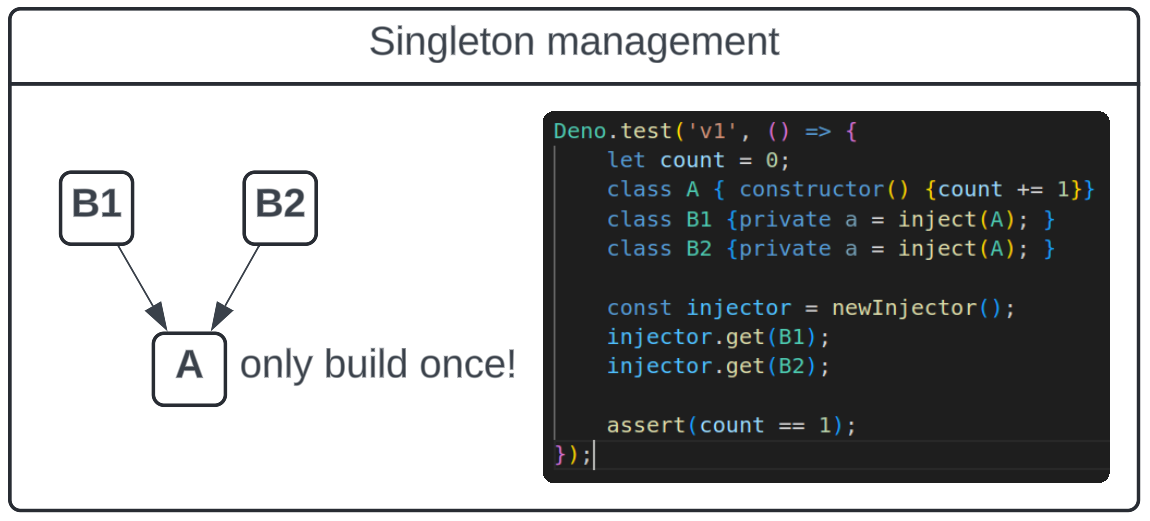 Singleton management
B1
B2
A
only build once!
Deno.test('v1', () => {
    let count = 0;
    class A { constructor() {count += 1}}
    class B1 {private a = inject(A); }
    class B2 {private a = inject(A); }
    const injector = newInjector();
    injector.get(B1);
    injector.get(B2);
    assert(count == 1);
});